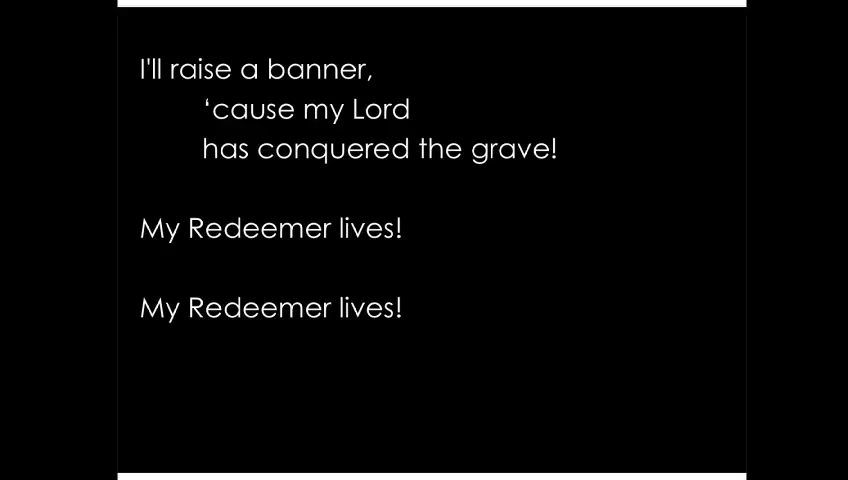 I'll raise a banner,
‘cause my Lord
has conquered the grave!
My Redeemer lives!
My Redeemer lives!